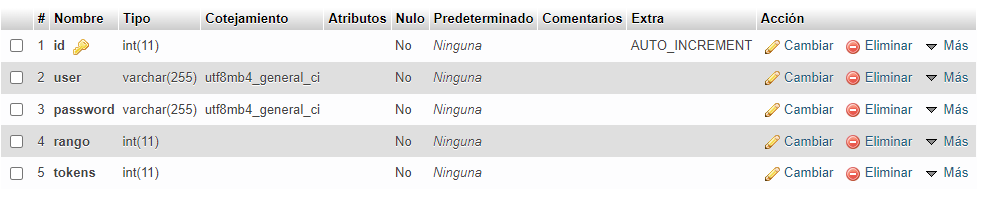 # Nombre Tipo Cotejamiento Atributos Nulo Predeterminado Comentarios Extra Acción
1 id int(11) No Ninguna AUTO_INCREMENT Cambiar Eliminar Más
2 user varchar(255) utf8mb4_general_ci No Ninguna Cambiar Eliminar Más
3 password varchar(255) utf8mb4_general_ci No Ninguna Cambiar Eliminar Más
4 rango int(11) No Ninguna Cambiar Eliminar Más
5 tokens int(11) No Ninguna Cambiar Eliminar Más